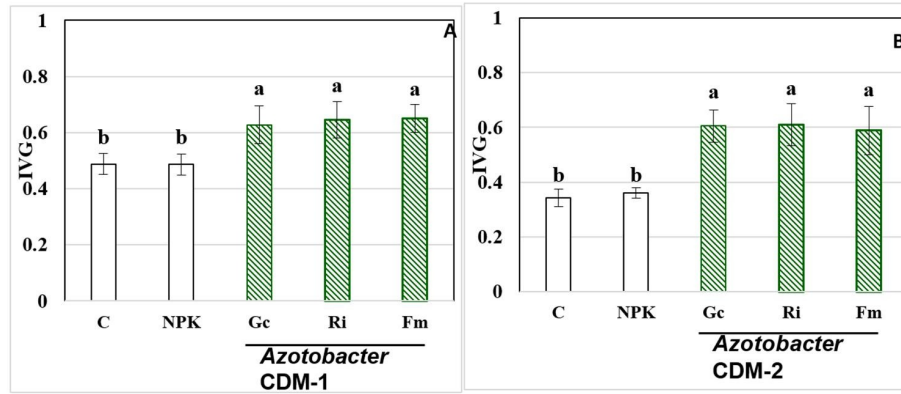 1
A
0.8
a
a
a
0.6
b
b
IVG
0.4
0.2
0
C NPK Gc Ri Fm
Azotobacter
CDM-1
1
B
0.8
a
a
a
0.6
IVG
0.4
b
b
0.2
0
C NPK Gc Ri Fm
Azotobacter
CDM-2